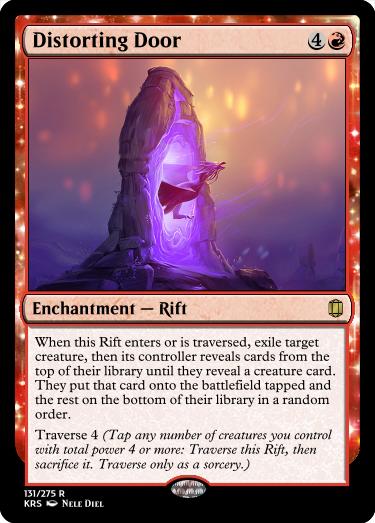 Distorting Door 4
Enchantment — Rift
When this Rift enters or is traversed, exile target
creature, then its controller reveals cards from the
top of their library until they reveal a creature card.
They put that card onto the battlefield tapped and
the rest on the bottom of their library in a random
order.
Traverse 4 (Tap any number of creatures you control
with total power 4 or more: Traverse this Rift, then
sacrifice it. Traverse only as a sorcery.)
131/275 R
KRS NELE DIEL